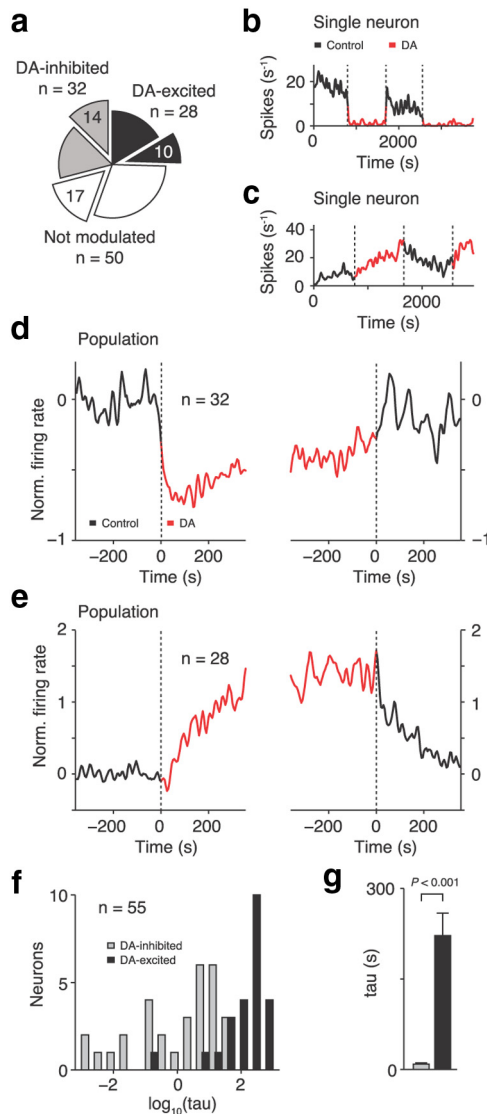 a
DA-inhibited
n = 32
DA-excited
n = 28
14
10
17
Not modulated
n = 50
b
Single neuron
Control
DA
Spikes (s⁻¹)
20
0
0
2000
Time (s)
c
Single neuron
Spikes (s⁻¹)
40
20
0
0
2000
Time (s)
d
Population
Norm. firing rate
0
−1
n = 32
Control
DA
−200
0
200
Time (s)
−200
0
200
Time (s)
0
−1
e
Population
Norm. firing rate
2
1
0
n = 28
−200
0
200
Time (s)
−200
0
200
Time (s)
2
1
0
f
n = 55
DA-inhibited
DA-excited
Neurons
10
5
0
−2
0
2
log₁₀(tau)
g
P < 0.001
tau (s)
300
0